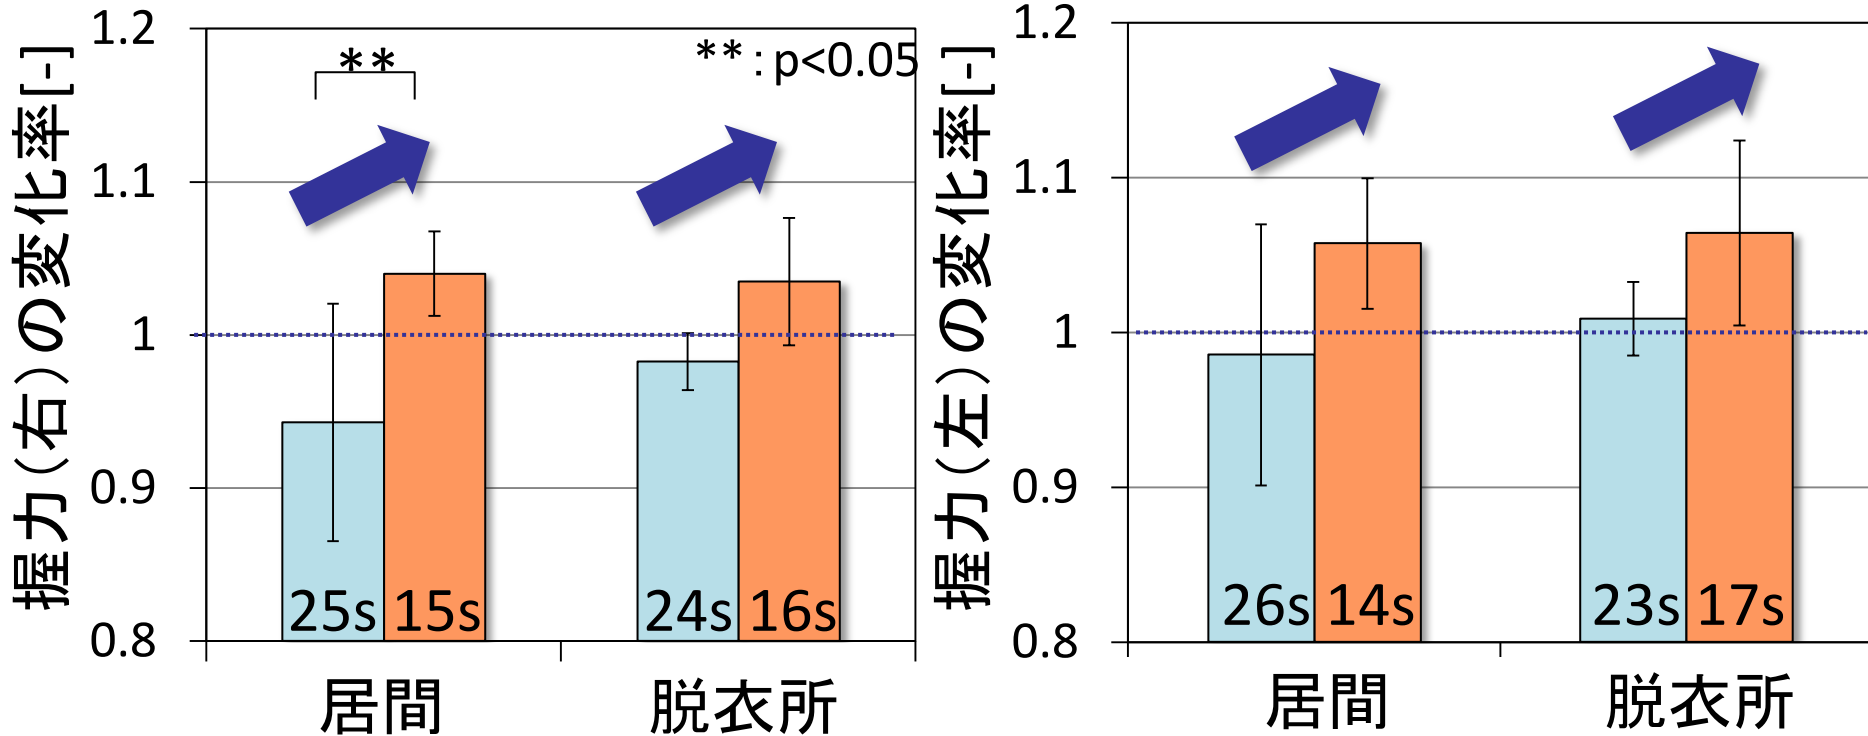 握力(右)の変化率[-]
1.2
1.1
1
0.9
0.8
**
**:p<0.05
25s
15s
24s
16s
居間
脱衣所
握力(左)の変化率[-]
1.2
1.1
1
0.9
0.8
26s
14s
23s
17s
居間
脱衣所